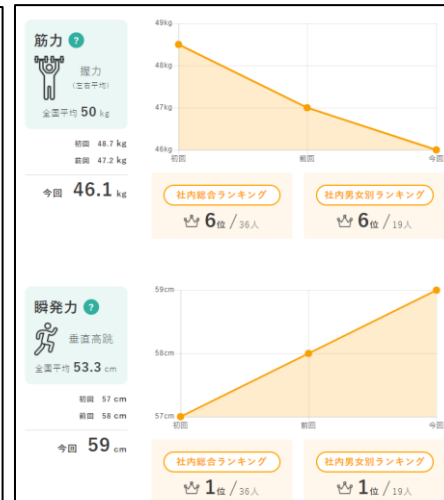 筋力 ?
握力
(左右平均)
全国平均 50 kg
初回 48.7 kg
前回 47.2 kg
今回 46.1 kg
49kg
48kg
47kg
46kg
初回
前回
今回
社内総合ランキング
6位 / 36人
社内男女別ランキング
6位 / 19人
瞬発力 ?
垂直高跳
全国平均 53.3 cm
初回 57 cm
前回 58 cm
今回 59 cm
59cm
58cm
57cm
初回
前回
今回
社内総合ランキング
1位 / 36人
社内男女別ランキング
1位 / 19人